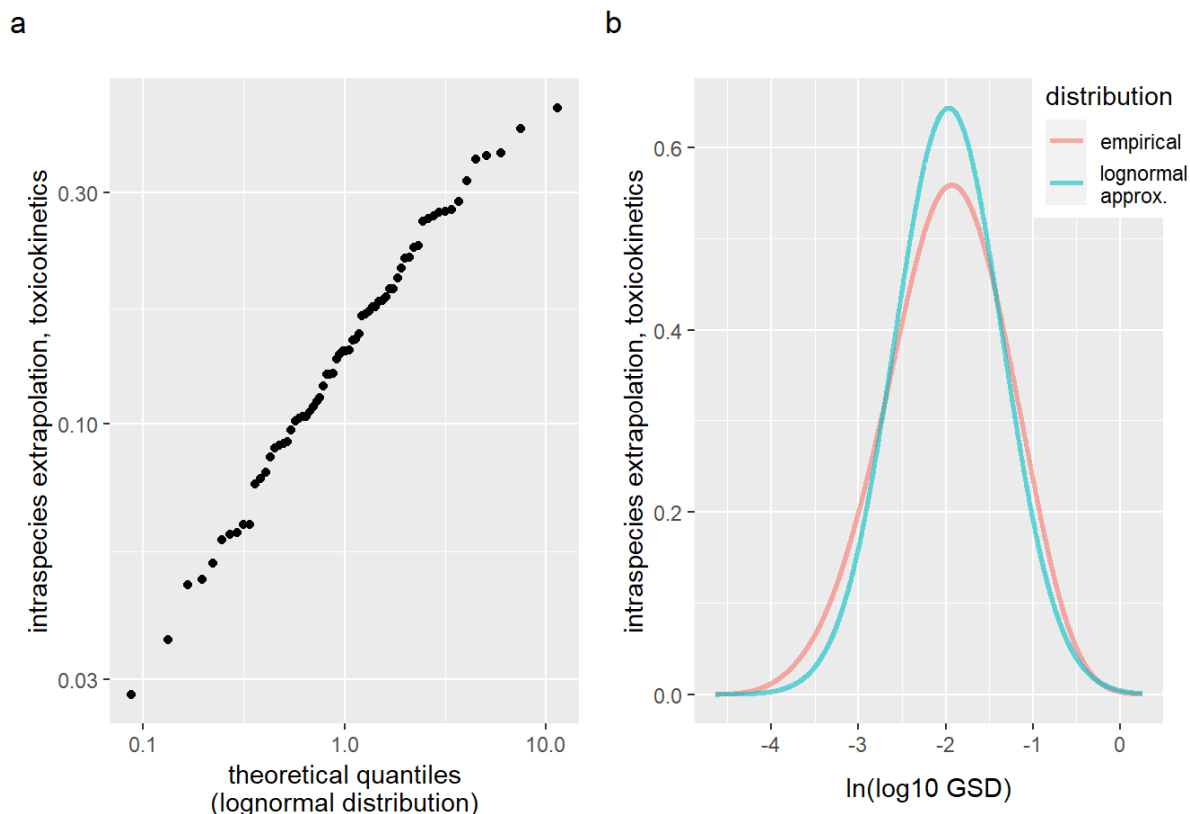 a
intraspecies extrapolation, toxicokinetics
0.30
0.10
0.03
0.1
1.0
10.0
theoretical quantiles
(lognormal distribution)
b
intraspecies extrapolation, toxicokinetics
0.6
0.4
0.2
0.0
-4
-3
-2
-1
0
ln(log10 GSD)
distribution
empirical
lognormal
approx.